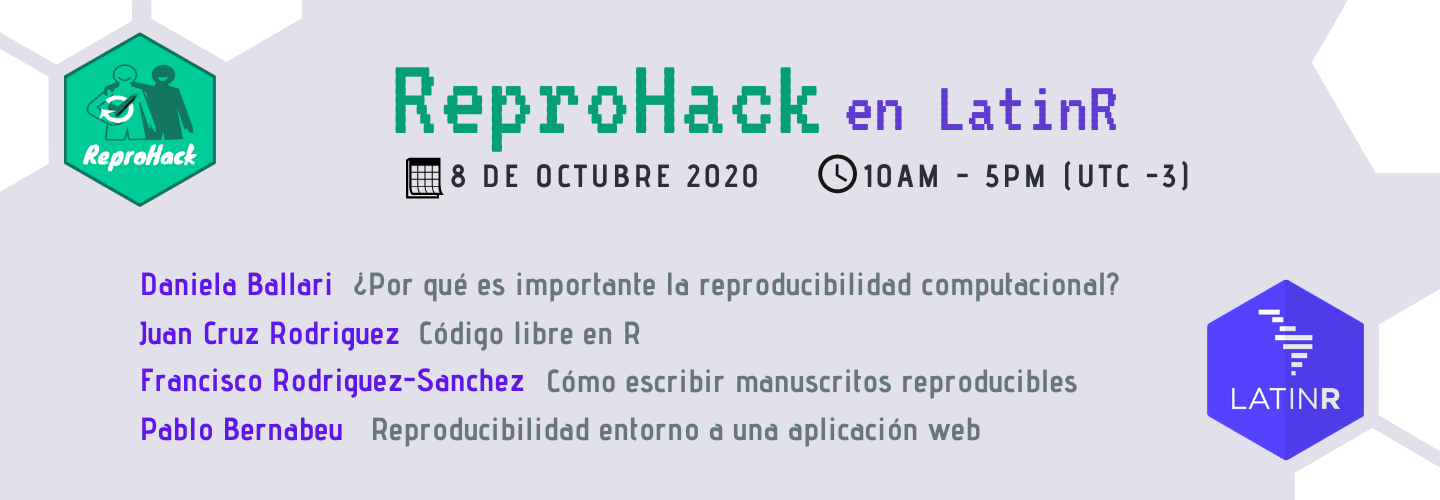 ReproHack en LatinR
8 DE OCTUBRE 2020 10AM - 5PM (UTC -3)
ReproHack
Daniela Ballari ¿Por qué es importante la reproducibilidad computacional?
Juan Cruz Rodriguez Código libre en R
Francisco Rodriguez-Sanchez Cómo escribir manuscritos reproducibles
Pablo Bernabeu Reproducibilidad entorno a una aplicación web
LATINR